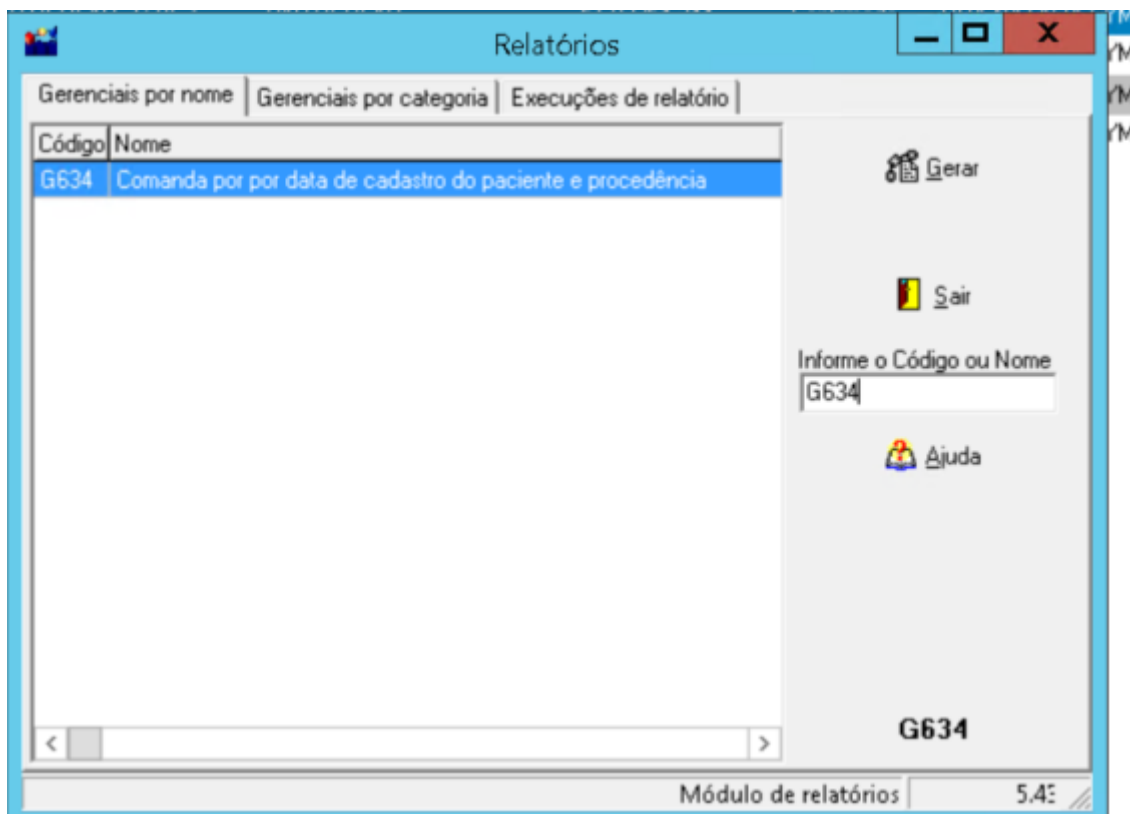 Relatórios
Gerenciais por nome Gerenciais por categoria Execuções de relatório
Código Nome
G634 Comanda por por data de cadastro do paciente e procedência
Gerar
Sair
Informe o Código ou Nome
G634
Ajuda
G634
Módulo de relatórios